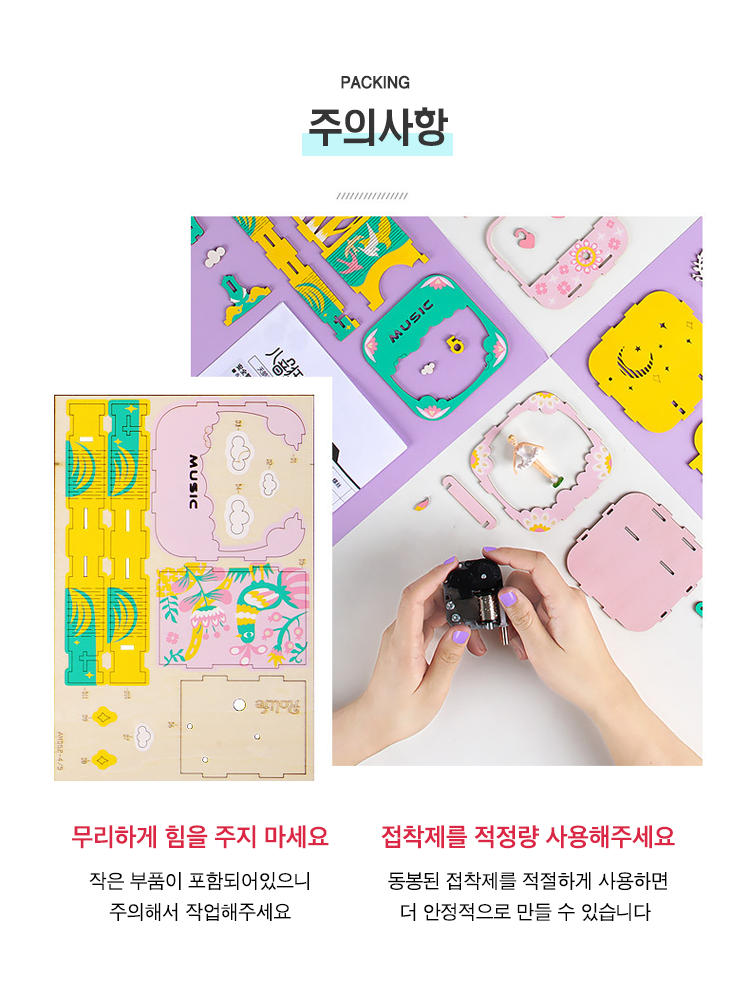 PACKING
주의사항
MUSIC
MUSIC
Rolife
무리하게 힘을 주지 마세요
작은 부품이 포함되어있으니
주의해서 작업해주세요
접착제를 적정량 사용해주세요
동봉된 접착제를 적절하게 사용하면
더 안정적으로 만들 수 있습니다